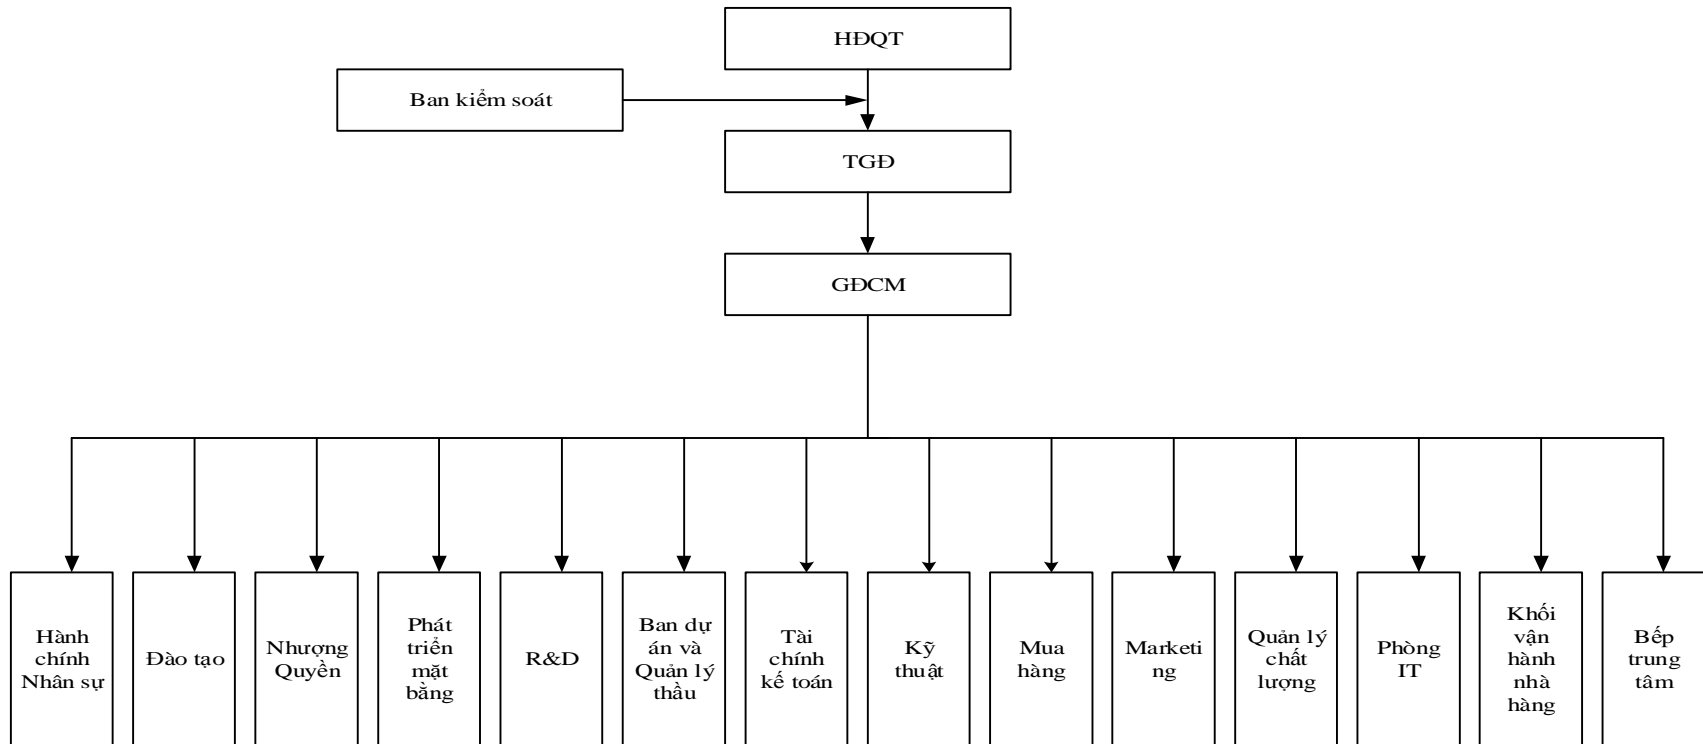 HĐQT
Ban kiểm soát
TGĐ
GĐCM
Hành
chính
Nhân sự
Đào tạo
Nhượng
Quyền
Phát
triển
mặt
bằng
R&D
Ban dự
án và
Quản lý
thầu
Tài
chính
kế toán
Kỹ
thuật
Mua
hàng
Marketi
ng
Quản lý
chất
lượng
Phòng
IT
Khối
vận
hành
nhà
hàng
Bếp
trung
tâm